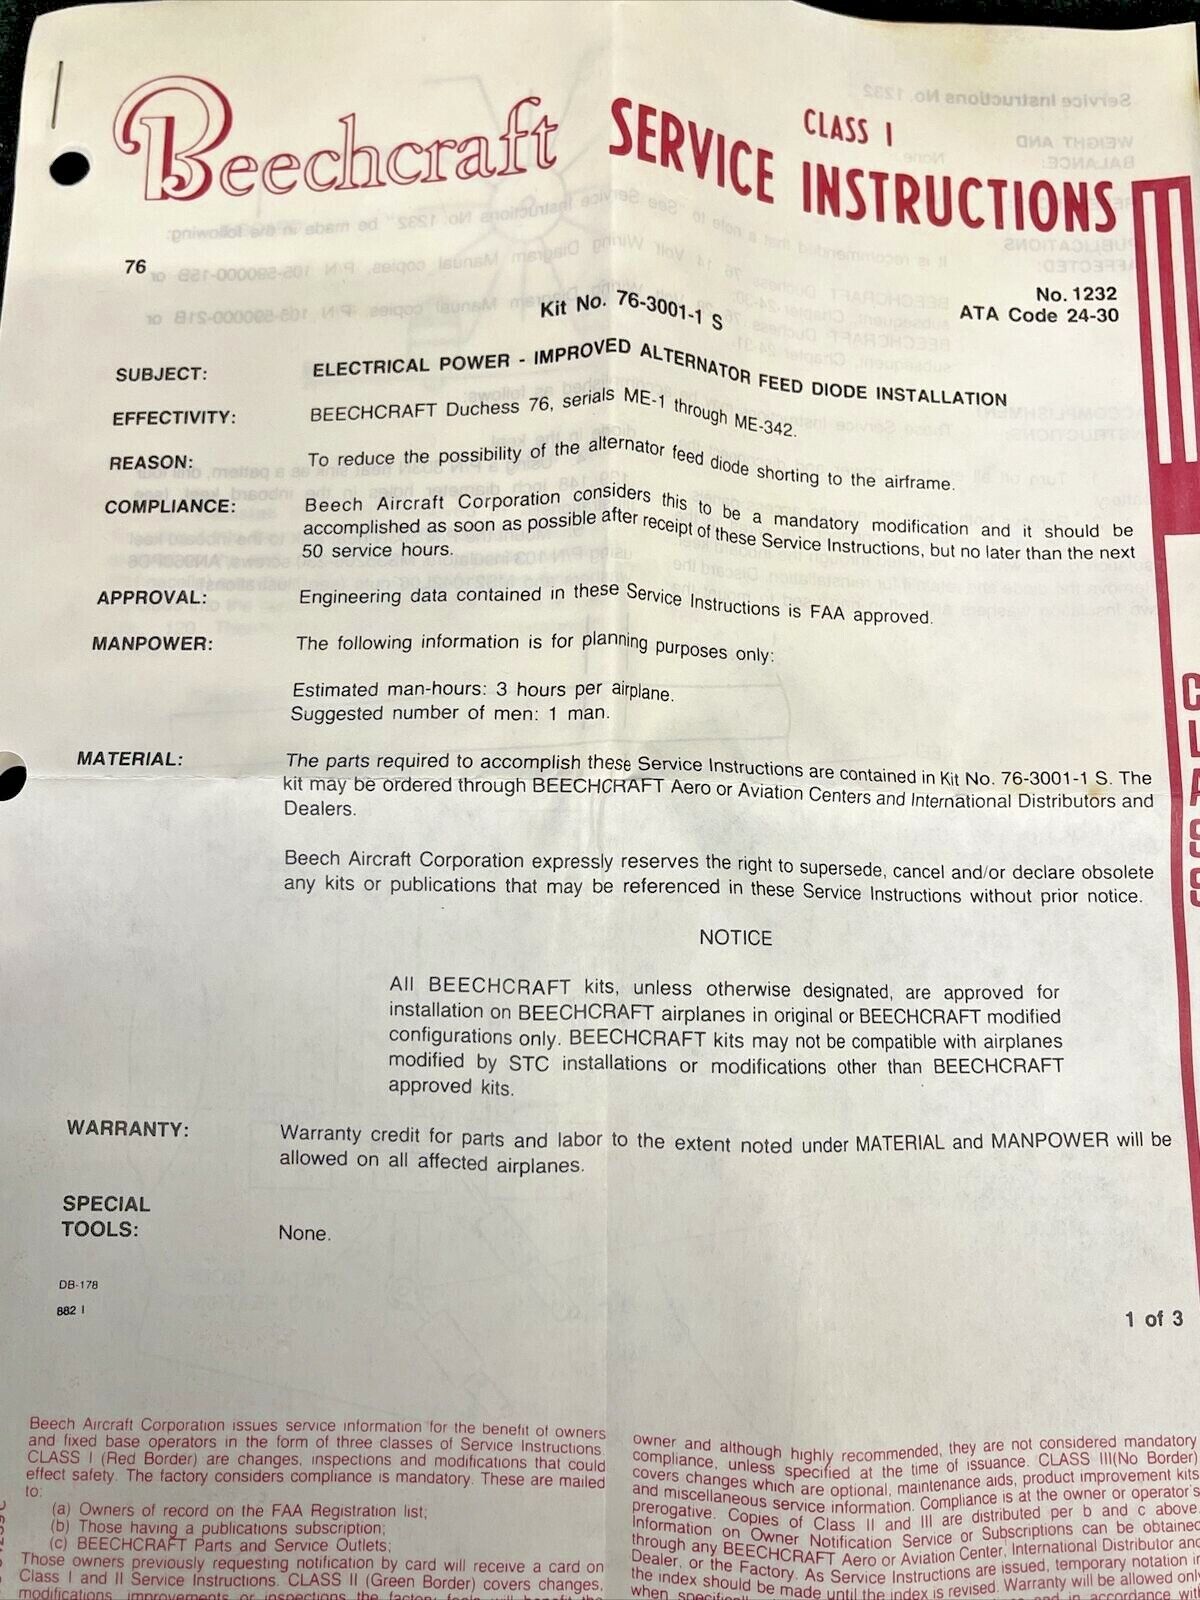 Beechcraft
CLASS I
SERVICE INSTRUCTIONS
76
No. 1232
Kit No. 76-3001-1 S
ATA Code 24-30
SUBJECT: ELECTRICAL POWER - IMPROVED ALTERNATOR FEED DIODE INSTALLATION
EFFECTIVITY: BEECHCRAFT Duchess 76, serials ME-1 through ME-342.
REASON: To reduce the possibility of the alternator feed diode shorting to the airframe.
COMPLIANCE: Beech Aircraft Corporation considers this to be a mandatory modification and it should be
accomplished as soon as possible after receipt of these Service Instructions, but no later than the next
50 service hours.
APPROVAL: Engineering data contained in these Service Instructions is FAA approved.
MANPOWER: The following information is for planning purposes only:
Estimated man-hours: 3 hours per airplane.
Suggested number of men: 1 man.
MATERIAL: The parts required to accomplish these Service Instructions are contained in Kit No. 76-3001-1 S. The
kit may be ordered through BEECHCRAFT Aero or Aviation Centers and International Distributors and
Dealers.
Beech Aircraft Corporation expressly reserves the right to supersede, cancel and/or declare obsolete
any kits or publications that may be referenced in these Service Instructions without prior notice.
NOTICE
All BEECHCRAFT kits, unless otherwise designated, are approved for
installation on BEECHCRAFT airplanes in original or BEECHCRAFT modified
configurations only. BEECHCRAFT kits may not be compatible with airplanes
modified by STC installations or modifications other than BEECHCRAFT
approved kits.
WARRANTY: Warranty credit for parts and labor to the extent noted under MATERIAL and MANPOWER will be
allowed on all affected airplanes.
SPECIAL
TOOLS: None.
DB-178
882 I
1 of 3
CLASS
Beech Aircraft Corporation issues service information for the benefit of owners
and fixed base operators in the form of three classes of Service Instructions.
CLASS I (Red Border) are changes, inspections and modifications that could
effect safety. The factory considers compliance is mandatory. These are mailed
to:
(a) Owners of record on the FAA Registration list;
(b) Those having a publications subscription;
(c) BEECHCRAFT Parts and Service Outlets;
Those owners previously requesting notification by card will receive a card on
Class I and II Service Instructions. CLASS II (Green Border) covers changes,
modifications, improvements or inspections the factory feels will benefit the
owner and although highly recommended, they are not considered mandatory
compliance, unless specified at the time of issuance. CLASS III(No Border)
covers changes which are optional, maintenance aids, product improvement kits
and miscellaneous service information. Compliance is at the owner or operator's
prerogative. Copies of Class II and III are distributed per b and c above.
Information on Owner Notification Service or Subscriptions can be obtained
through any BEECHCRAFT Aero or Aviation Center, International Distributor and
Dealer, or the Factory. As Service Instructions are issued, temporary notation in
the index should be made until the index is revised. Warranty will be allowed only
when and in accordance with